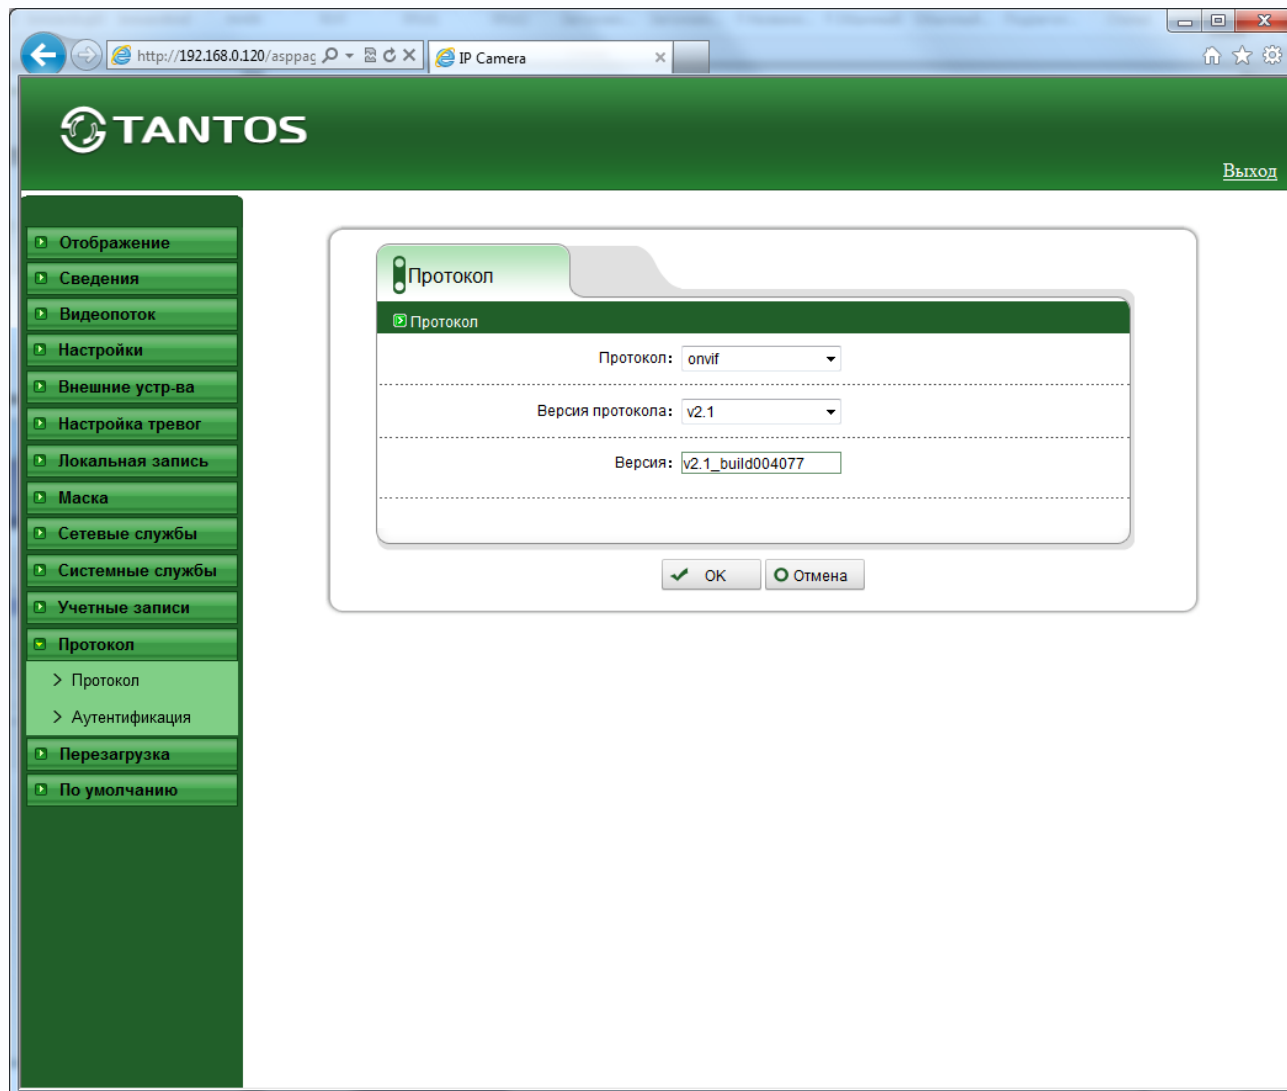 http://192.168.0.120/asppag
IP Camera
TANTOS
Выход
Отображение
Сведения
Видеопоток
Настройки
Внешние устр-ва
Настройка тревог
Локальная запись
Маска
Сетевые службы
Системные службы
Учетные записи
Протокол
Протокол
Аутентификация
Перезагрузка
По умолчанию
Протокол
Протокол
Протокол: onvif
Версия протокола: v2.1
Версия: v2.1_build004077
OK Отмена